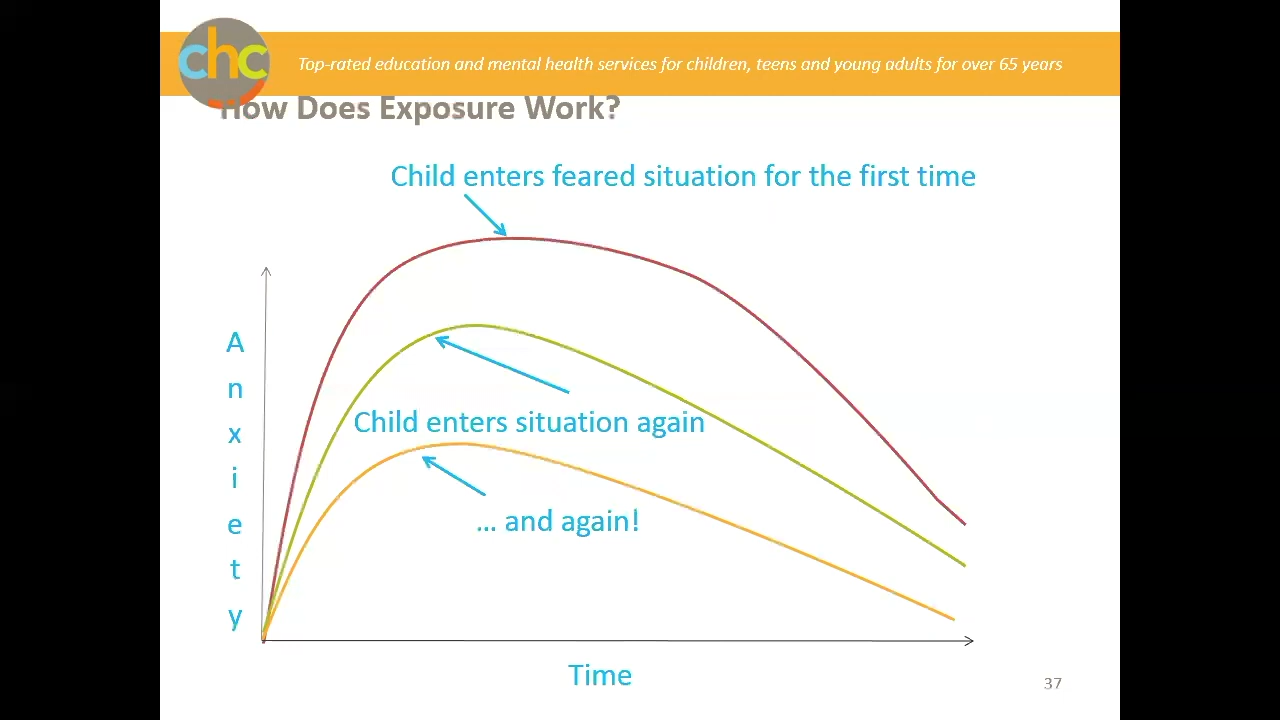 chc
Top-rated education and mental health services for children, teens and young adults for over 65 years
How Does Exposure Work?
Child enters feared situation for the first time
Anxiety
Child enters situation again
... and again!
Time
37